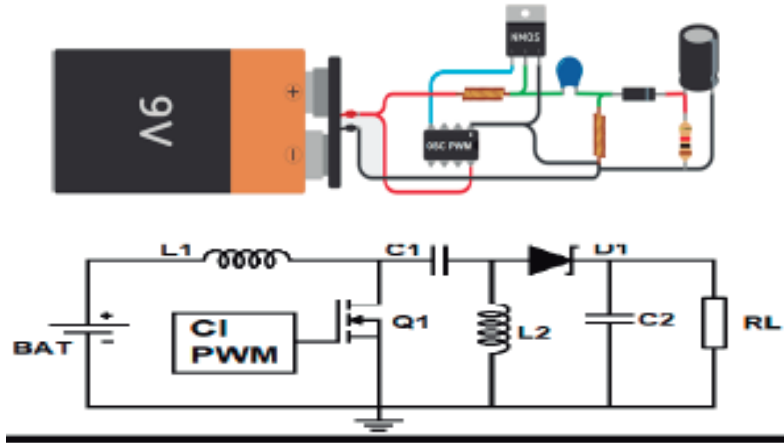 9V
+
NMOS
OSC PWM
L1
C1
D1
+
BAT
CI
PWM
Q1
L2
C2
RL